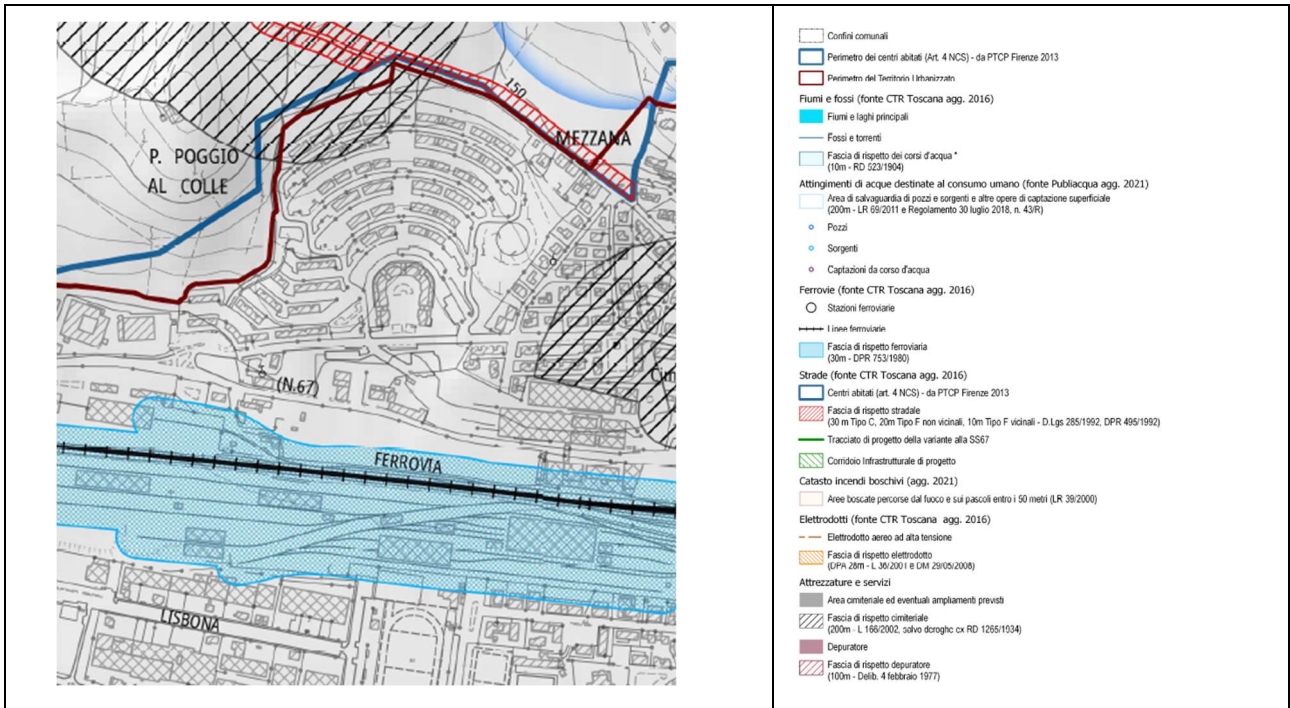 150
MEZZANA
P. POGGIO
AL COLLE
(N.67)
Cim
FERROVIA
LISBONA
Confini comunali
Perimetro dei centri abitati (Art. 4 NCS) - da PTCP Firenze 2013
Perimetro del Territorio Urbanizzato
Fiumi e fossi (fonte CTR Toscana agg. 2016)
Fiumi e laghi principali
Fossi e torrenti
Fascia di rispetto dei corsi d'acqua *
(10m - RD 523/1904)
Attingimenti di acque destinate al consumo umano (fonte Publiacqua agg. 2021)
Area di salvaguardia di pozzi e sorgenti e altre opere di captazione superficiale
(200m - LR 69/2011 e Regolamento 30 luglio 2018, n. 43/R)
Pozzi
Sorgenti
Captazioni da corso d'acqua
Ferrovie (fonte CTR Toscana agg. 2016)
Stazioni ferroviarie
Linee ferroviarie
Fascia di rispetto ferroviaria
(30m - DPR 753/1980)
Strade (fonte CTR Toscana agg. 2016)
Centri abitati (art. 4 NCS) - da PTCP Firenze 2013
Fascia di rispetto stradale
(30 m Tipo C, 20m Tipo F non vicinali, 10m Tipo F vicinali - D.Lgs 285/1992, DPR 495/1992)
Tracciato di progetto della variante alla SS67
Corridoio Infrastrutturale di progetto
Catasto incendi boschivi (agg. 2021)
Aree boscate percorse dal fuoco e sui pascoli entro i 50 metri (LR 39/2000)
Elettrodotti (fonte CTR Toscana agg. 2016)
Elettrodotto aereo ad alta tensione
Fascia di rispetto elettrodotto
(DPA 28m - L 36/2001 e DM 29/05/2008)
Attrezzature e servizi
Area cimiteriale ed eventuali ampliamenti previsti
Fascia di rispetto cimiteriale
(200m - L 166/2002, salvo deroghe ex RD 1265/1934)
Depuratore
Fascia di rispetto depuratore
(100m - Delib. 4 febbraio 1977)